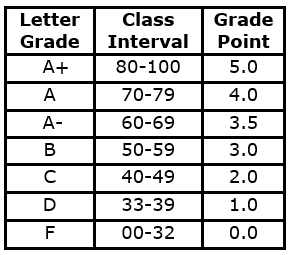 Letter Grade Class Interval Grade Point
A+ 80-100 5.0
A 70-79 4.0
A- 60-69 3.5
B 50-59 3.0
C 40-49 2.0
D 33-39 1.0
F 00-32 0.0